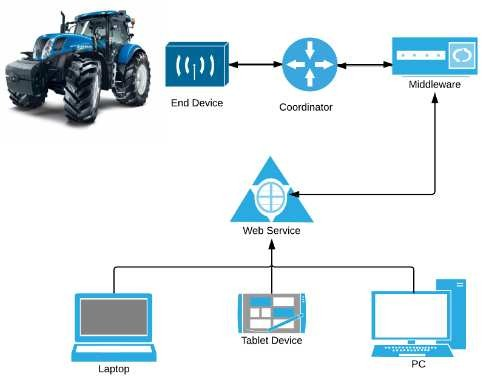 End Device
Coordinator
Middleware
Web Service
Laptop
Tablet Device
PC